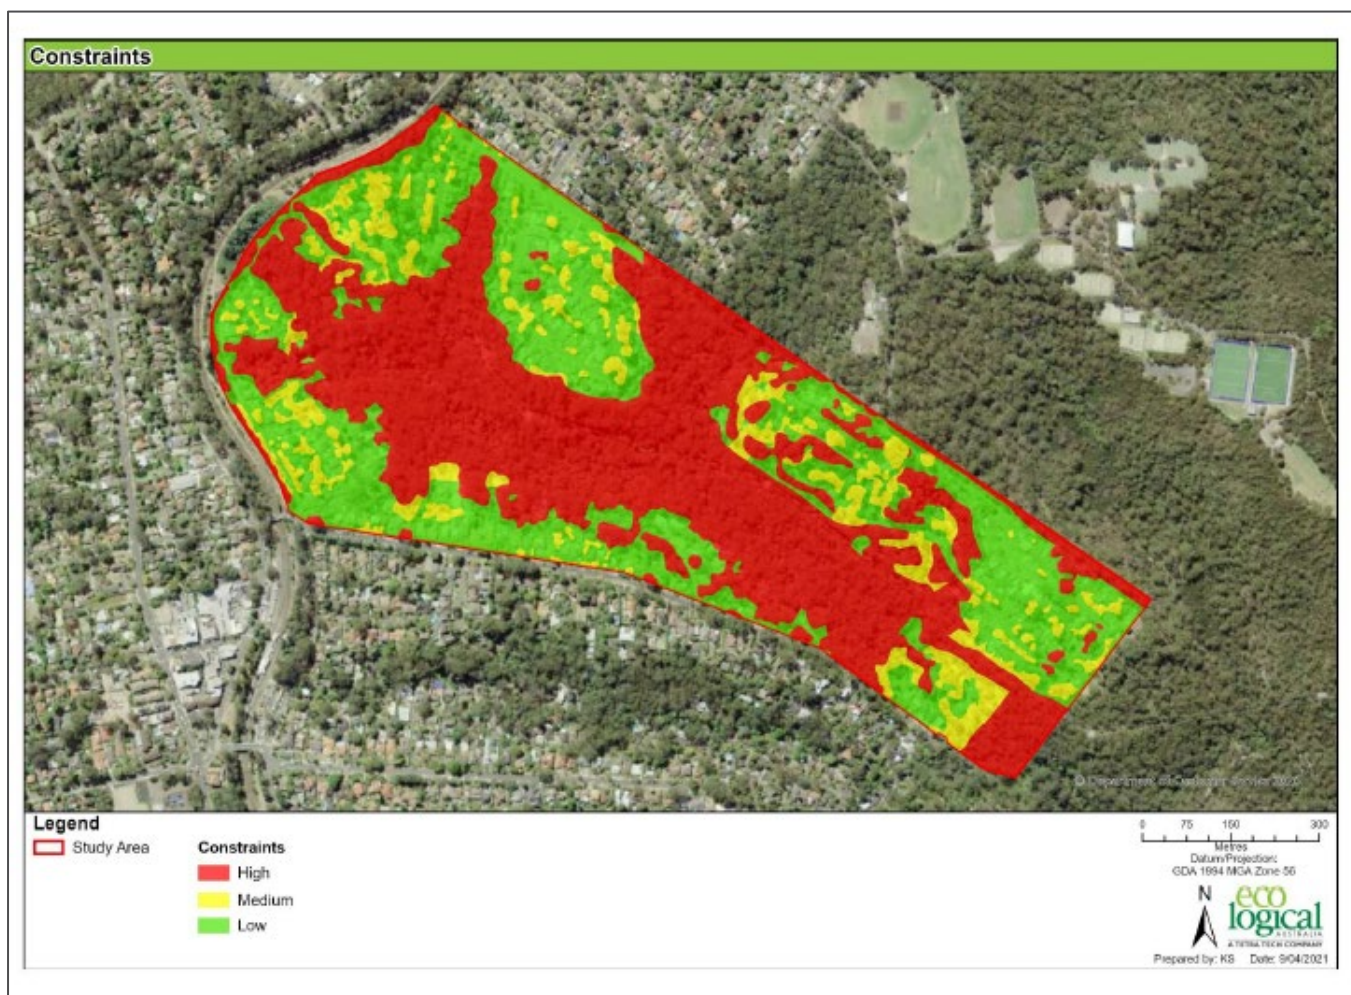 Constraints
Legend
Study Area
Constraints
High
Medium
Low
0 75 150 300
Metres
Datum/Projection:
GDA 1994 MGA Zone 56
N
eco
logical
AUSTRALIA
A TETRA TECH COMPANY
Prepared by: KS Date: 9/04/2021